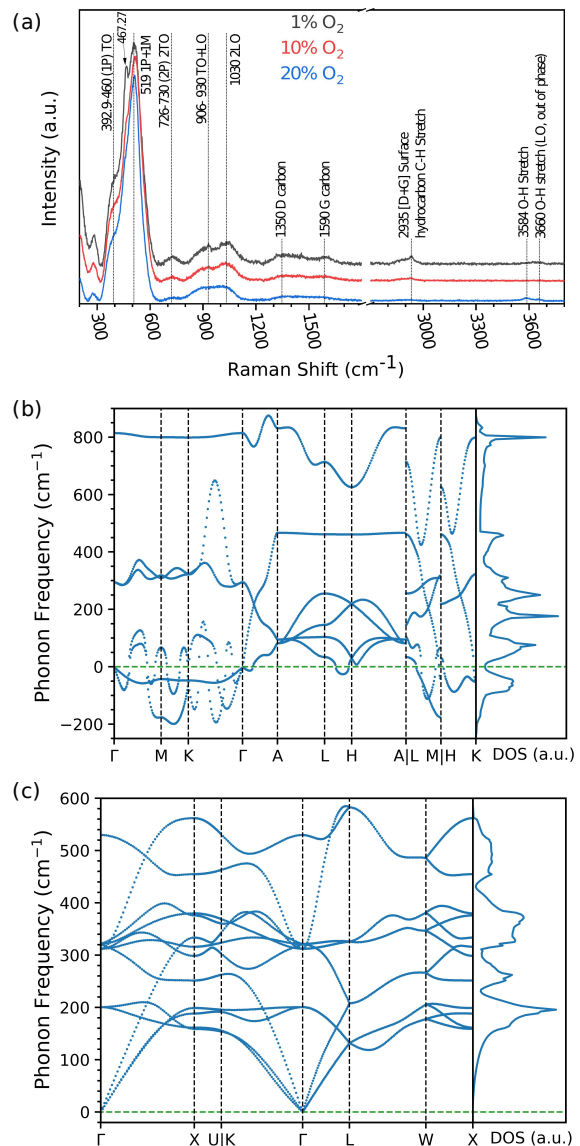 (a)
392.9-460 (1P) TO
467.27
519 1P+1M
726-730 (2P) 2TO
906- 930 TO+LO
1030 2LO
1% O2
10% O2
20% O2
1350 D carbon
1590 G carbon
2935 [D+G] Surface
hydrocarbon C-H Stretch
3584 O-H Stretch
3660 O-H stretch (LO, out of phase)
Intensity (a.u.)
300 600 900 1200 1500 3000 3300 3600
Raman Shift (cm-1)
(b)
Phonon Frequency (cm−1)
800
600
400
200
0
−200
Γ M K Γ A L H A|L M|H K DOS (a.u.)
(c)
Phonon Frequency (cm−1)
600
500
400
300
200
100
0
Γ X U|K Γ L W X DOS (a.u.)